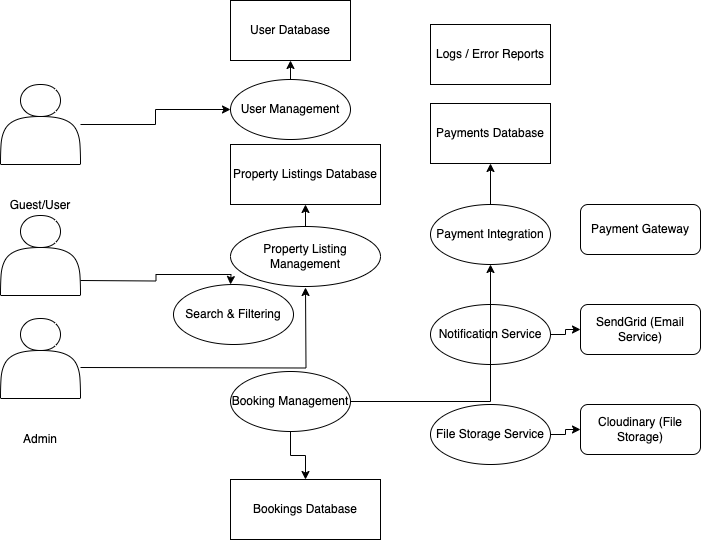 User Database
Logs / Error Reports
User Management
Payments Database
Property Listings Database
Guest/User
Payment Integration
Payment Gateway
Property Listing
Management
Search & Filtering
Notification Service
SendGrid (Email
Service)
Booking Management
Admin
File Storage Service
Cloudinary (File
Storage)
Bookings Database